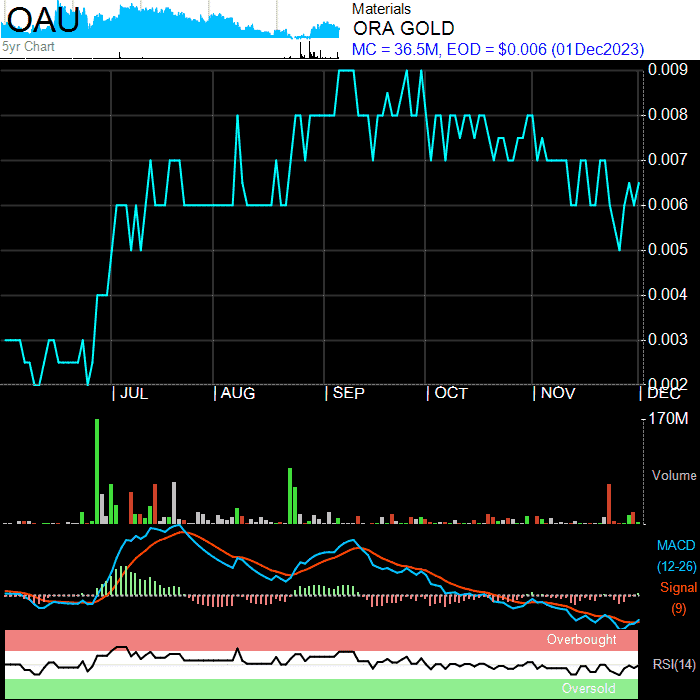 OAU
5yr Chart
Materials
ORA GOLD
MC = 36.5M, EOD = $0.006 (01Dec2023)
0.009
0.008
0.007
0.006
0.005
0.004
0.003
0.002
JUL
AUG
SEP
OCT
NOV
DEC
170M
Volume
MACD
(12-26)
Signal
(9)
Overbought
RSI(14)
Oversold